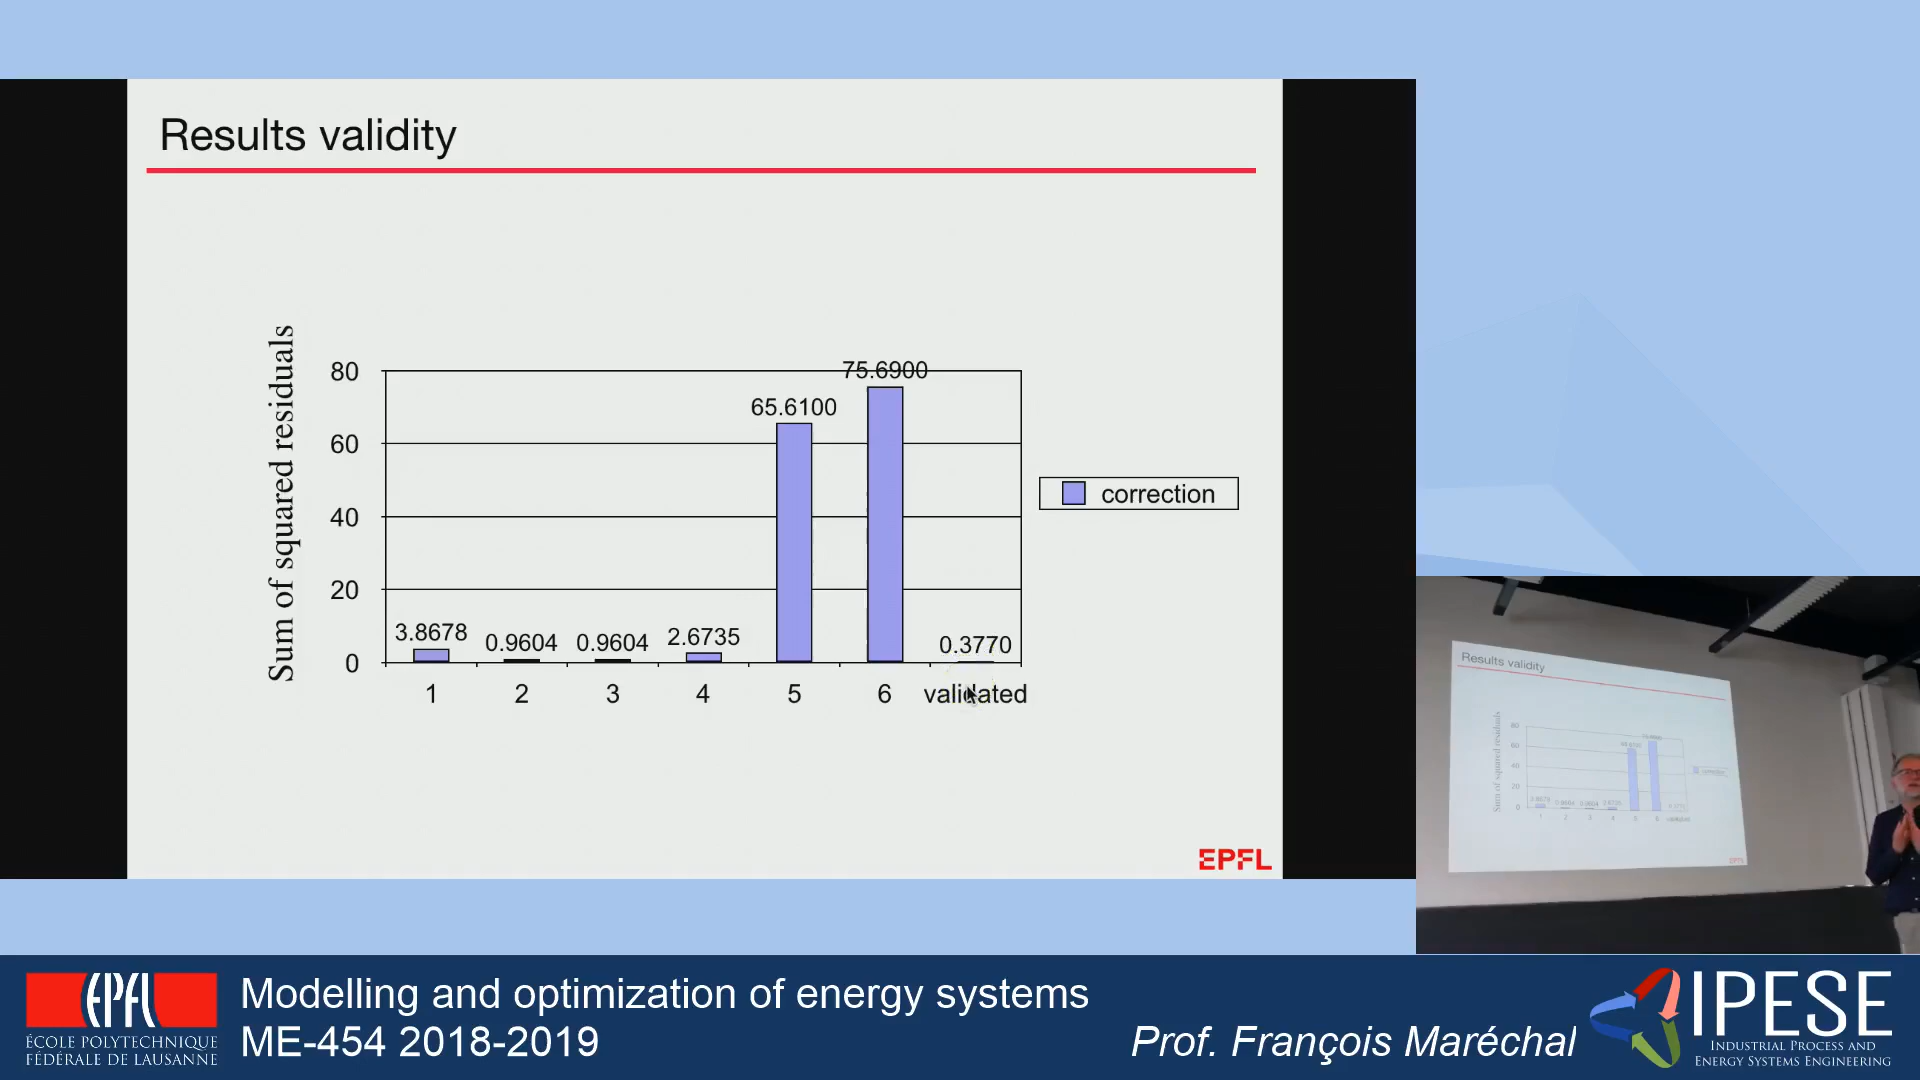 Results validity
Sum of squared residuals
80
60
40
20
0
3.8678
0.9604
0.9604
2.6735
65.6100
75.6900
0.3770
1
2
3
4
5
6
validated
correction
EPFL
Results validity
EPFL
ÉCOLE POLYTECHNIQUE
FÉDÉRALE DE LAUSANNE
Modelling and optimization of energy systems
ME-454 2018-2019
Prof. François Maréchal
IPESE
INDUSTRIAL PROCESS AND
ENERGY SYSTEMS ENGINEERING